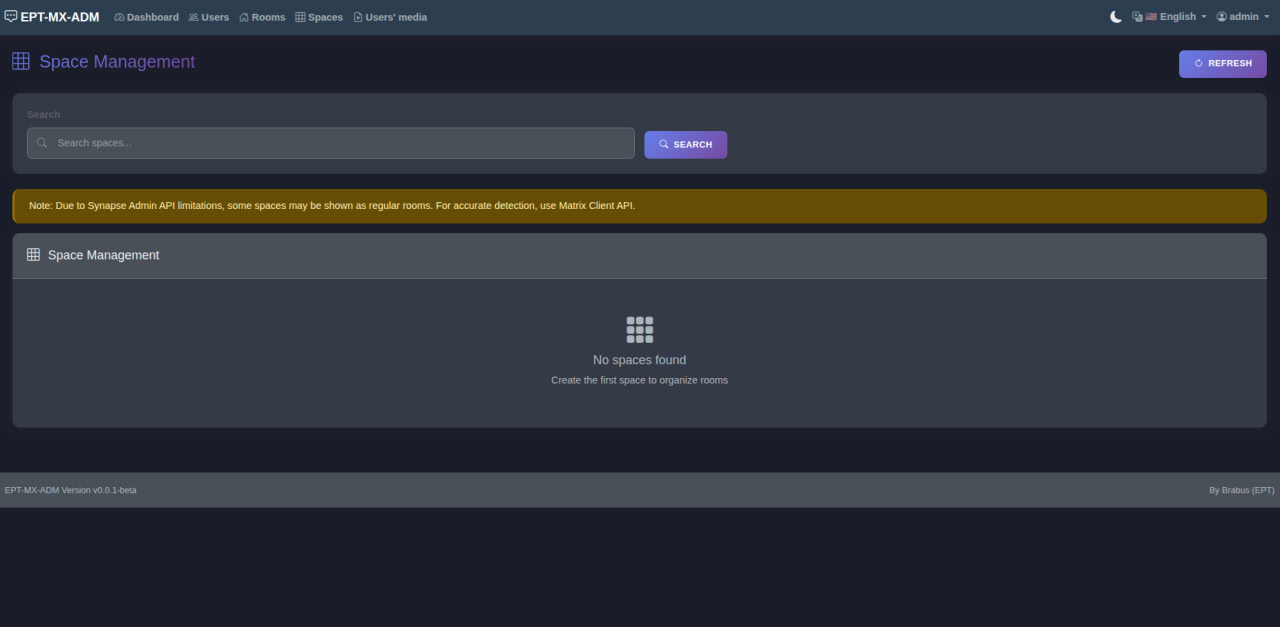 EPT-MX-ADM Dashboard Users Rooms Spaces Users' media English admin
Space Management REFRESH
Search
Search spaces... SEARCH
Note: Due to Synapse Admin API limitations, some spaces may be shown as regular rooms. For accurate detection, use Matrix Client API.
Space Management
No spaces found
Create the first space to organize rooms
EPT-MX-ADM Version v0.0.1-beta By Brabus (EPT)